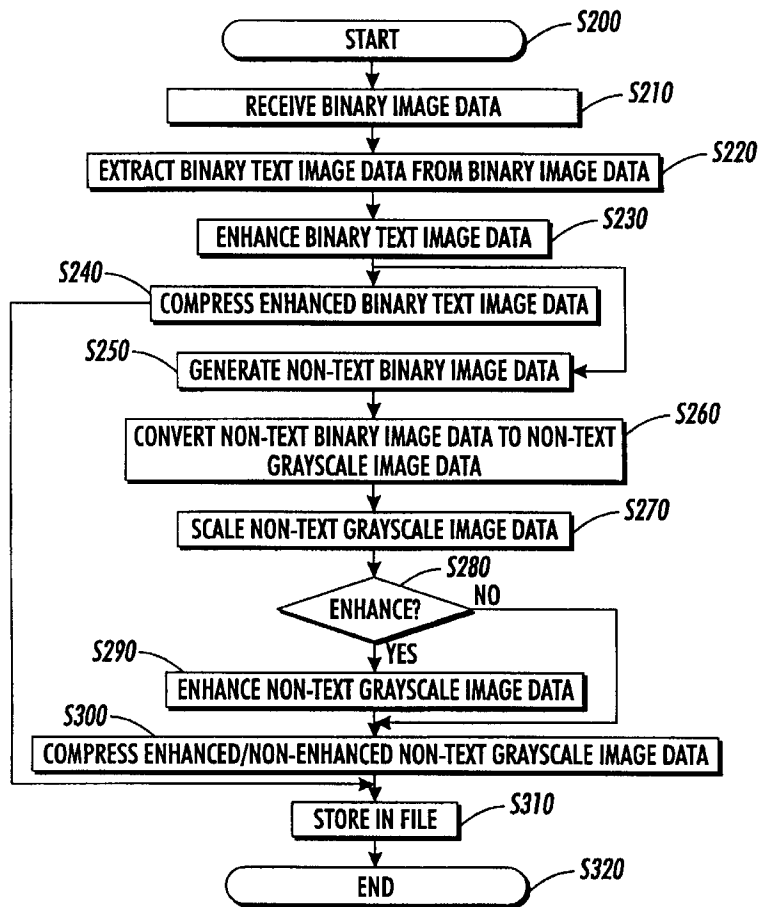 START
S200
RECEIVE BINARY IMAGE DATA
S210
EXTRACT BINARY TEXT IMAGE DATA FROM BINARY IMAGE DATA
S220
ENHANCE BINARY TEXT IMAGE DATA
S230
S240
COMPRESS ENHANCED BINARY TEXT IMAGE DATA
S250
GENERATE NON-TEXT BINARY IMAGE DATA
CONVERT NON-TEXT BINARY IMAGE DATA TO NON-TEXT
GRAYSCALE IMAGE DATA
S260
SCALE NON-TEXT GRAYSCALE IMAGE DATA
S270
S280
ENHANCE?
NO
YES
S290
ENHANCE NON-TEXT GRAYSCALE IMAGE DATA
S300
COMPRESS ENHANCED/NON-ENHANCED NON-TEXT GRAYSCALE IMAGE DATA
STORE IN FILE
S310
END
S320